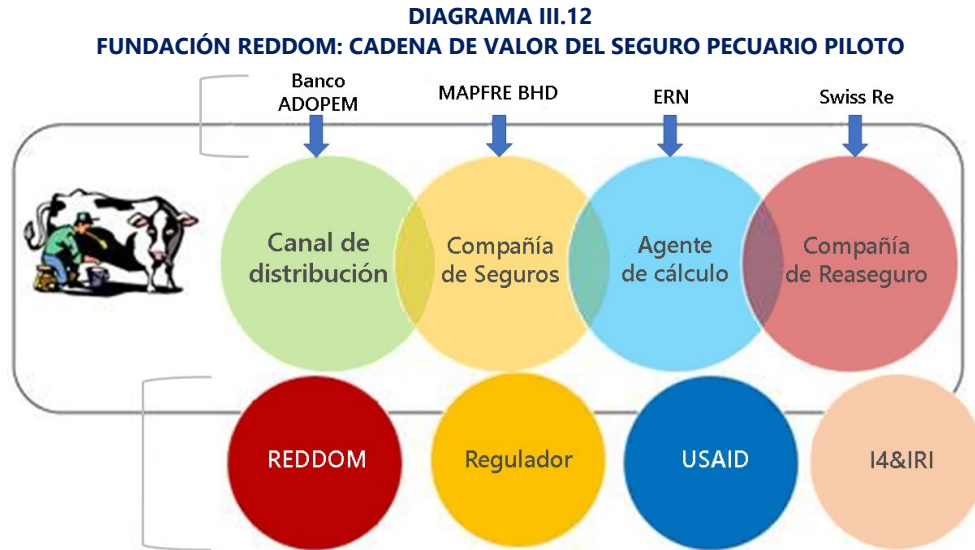 DIAGRAMA III.12
FUNDACIÓN REDDOM: CADENA DE VALOR DEL SEGURO PECUARIO PILOTO
Banco
ADOPEM
MAPFRE BHD
ERN
Swiss Re
Canal de
distribución
Compañía
de Seguros
Agente
de cálculo
Compañía
de Reaseguro
REDDOM
Regulador
USAID
I4&IRI